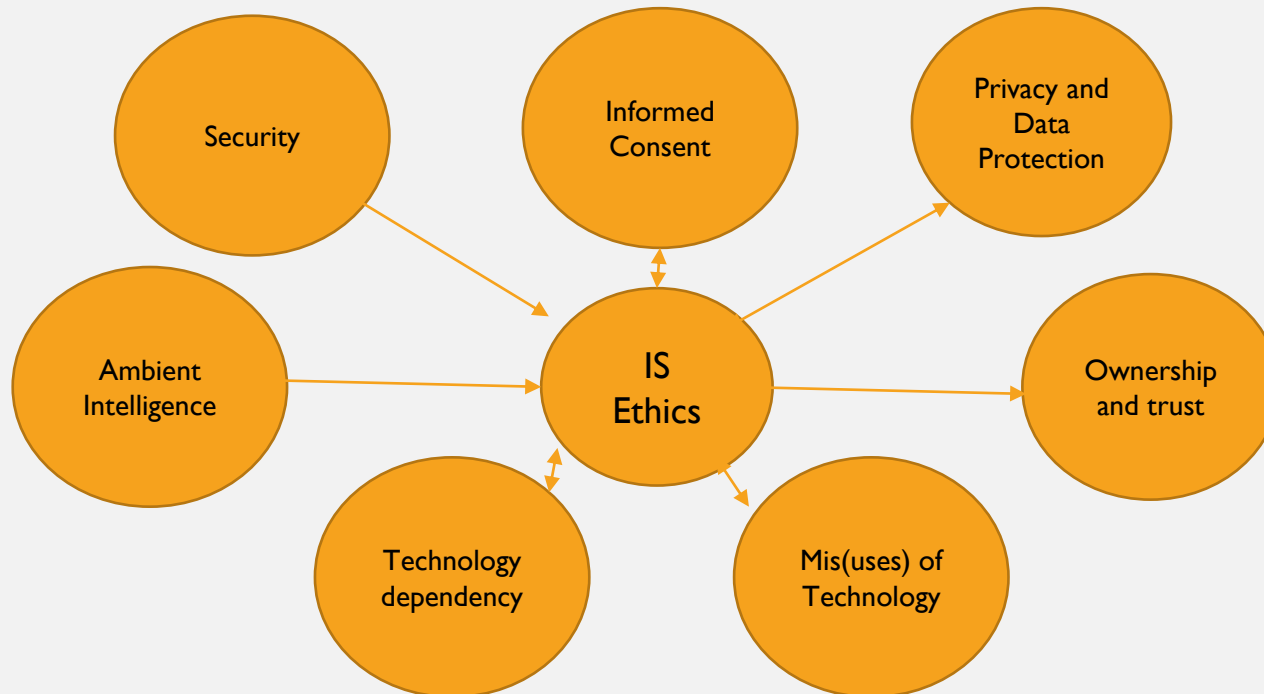 Security
Informed
Consent
Privacy and
Data
Protection
Ambient
Intelligence
IS
Ethics
Ownership
and trust
Technology
dependency
Mis(uses) of
Technology